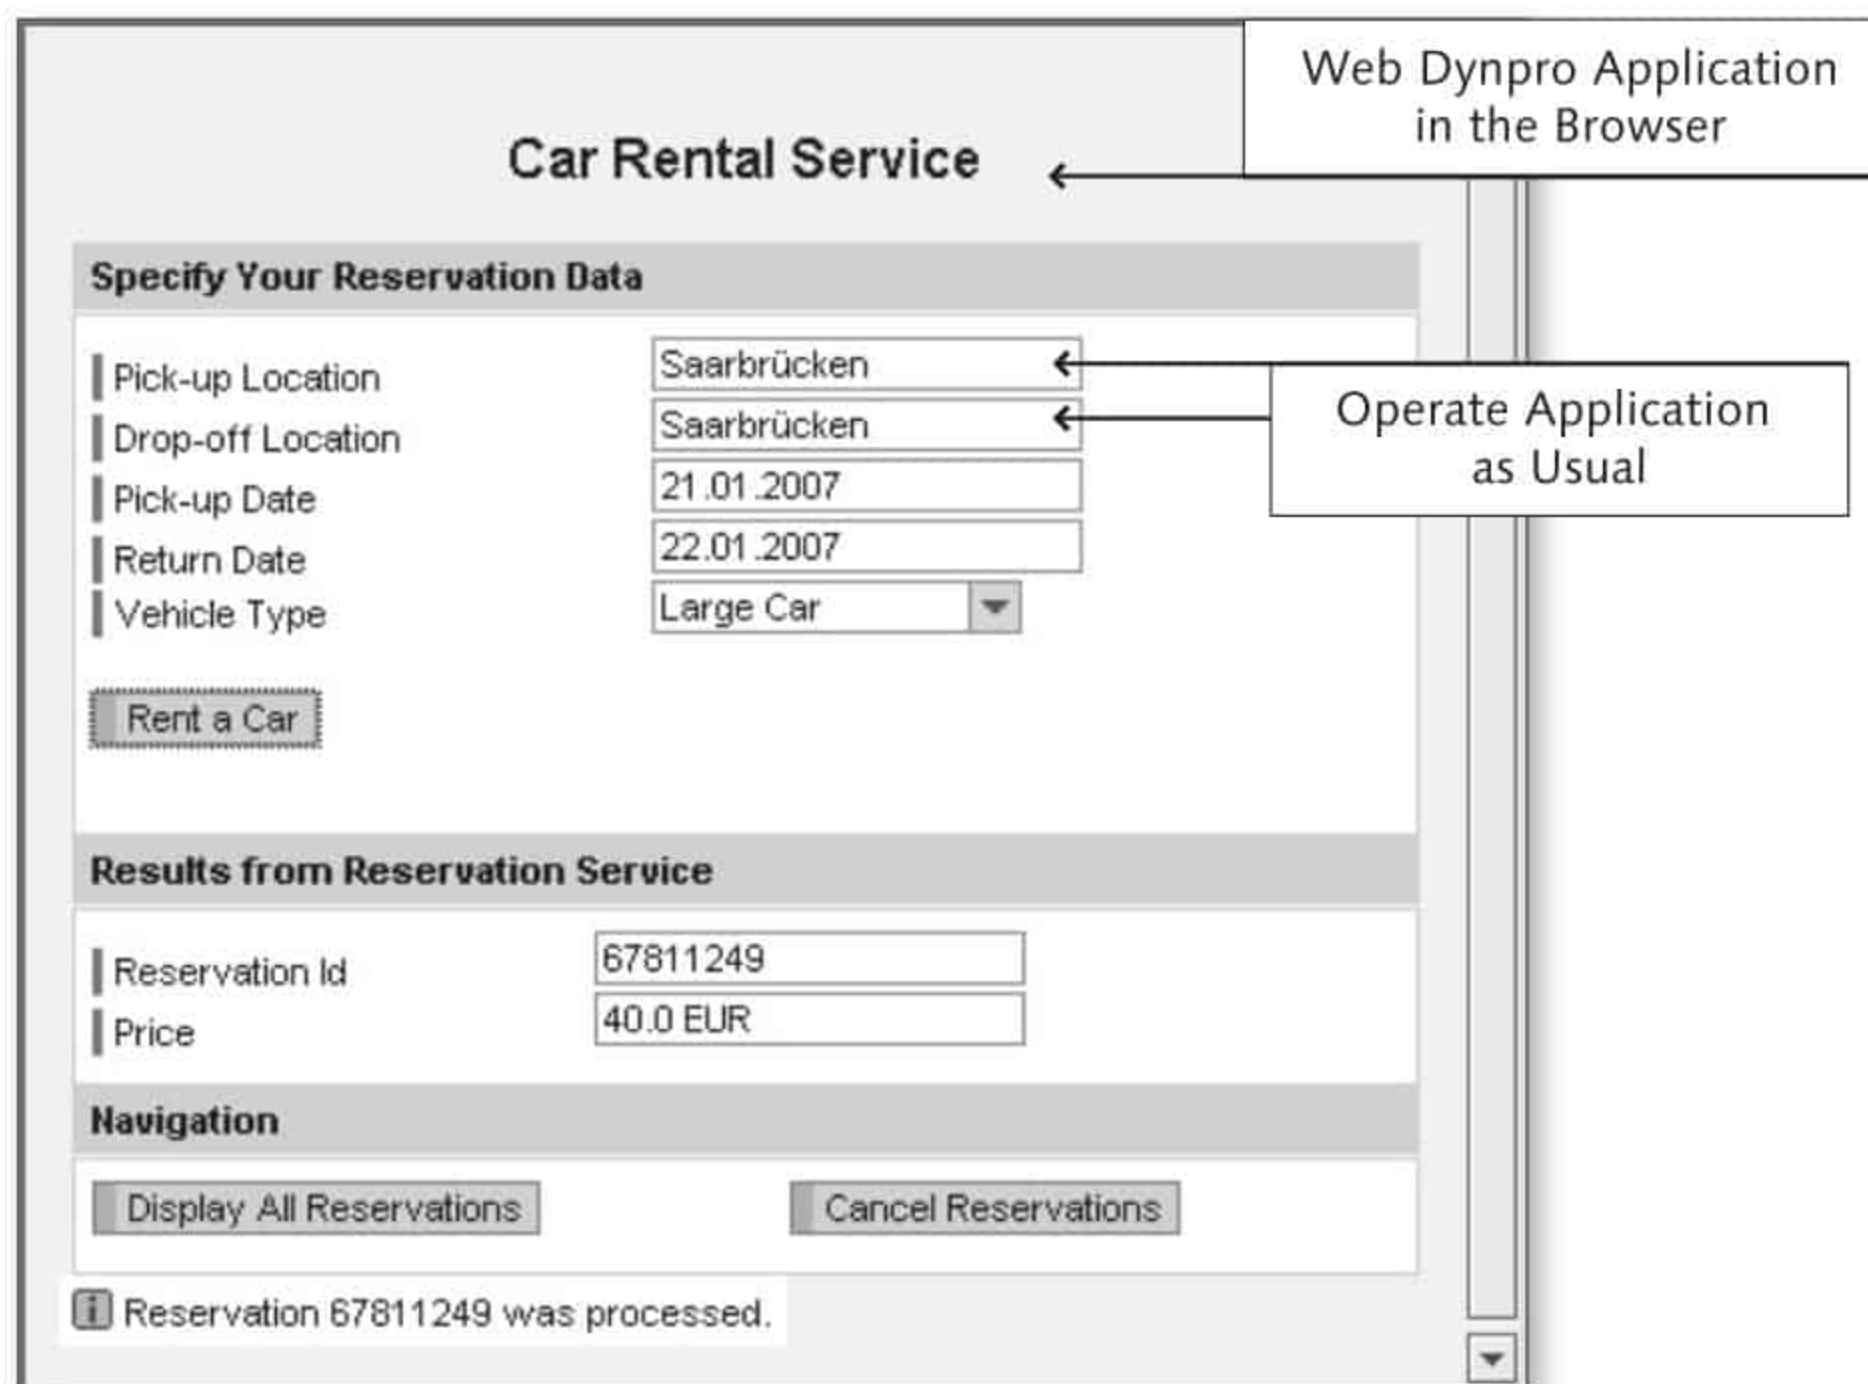 Web Dynpro Application
in the Browser
Car Rental Service
Specify Your Reservation Data
Pick-up Location Saarbrücken
Drop-off Location Saarbrücken
Operate Application
as Usual
Pick-up Date 21.01.2007
Return Date 22.01.2007
Vehicle Type Large Car
Rent a Car
Results from Reservation Service
Reservation Id 67811249
Price 40.0 EUR
Navigation
Display All Reservations Cancel Reservations
i Reservation 67811249 was processed.